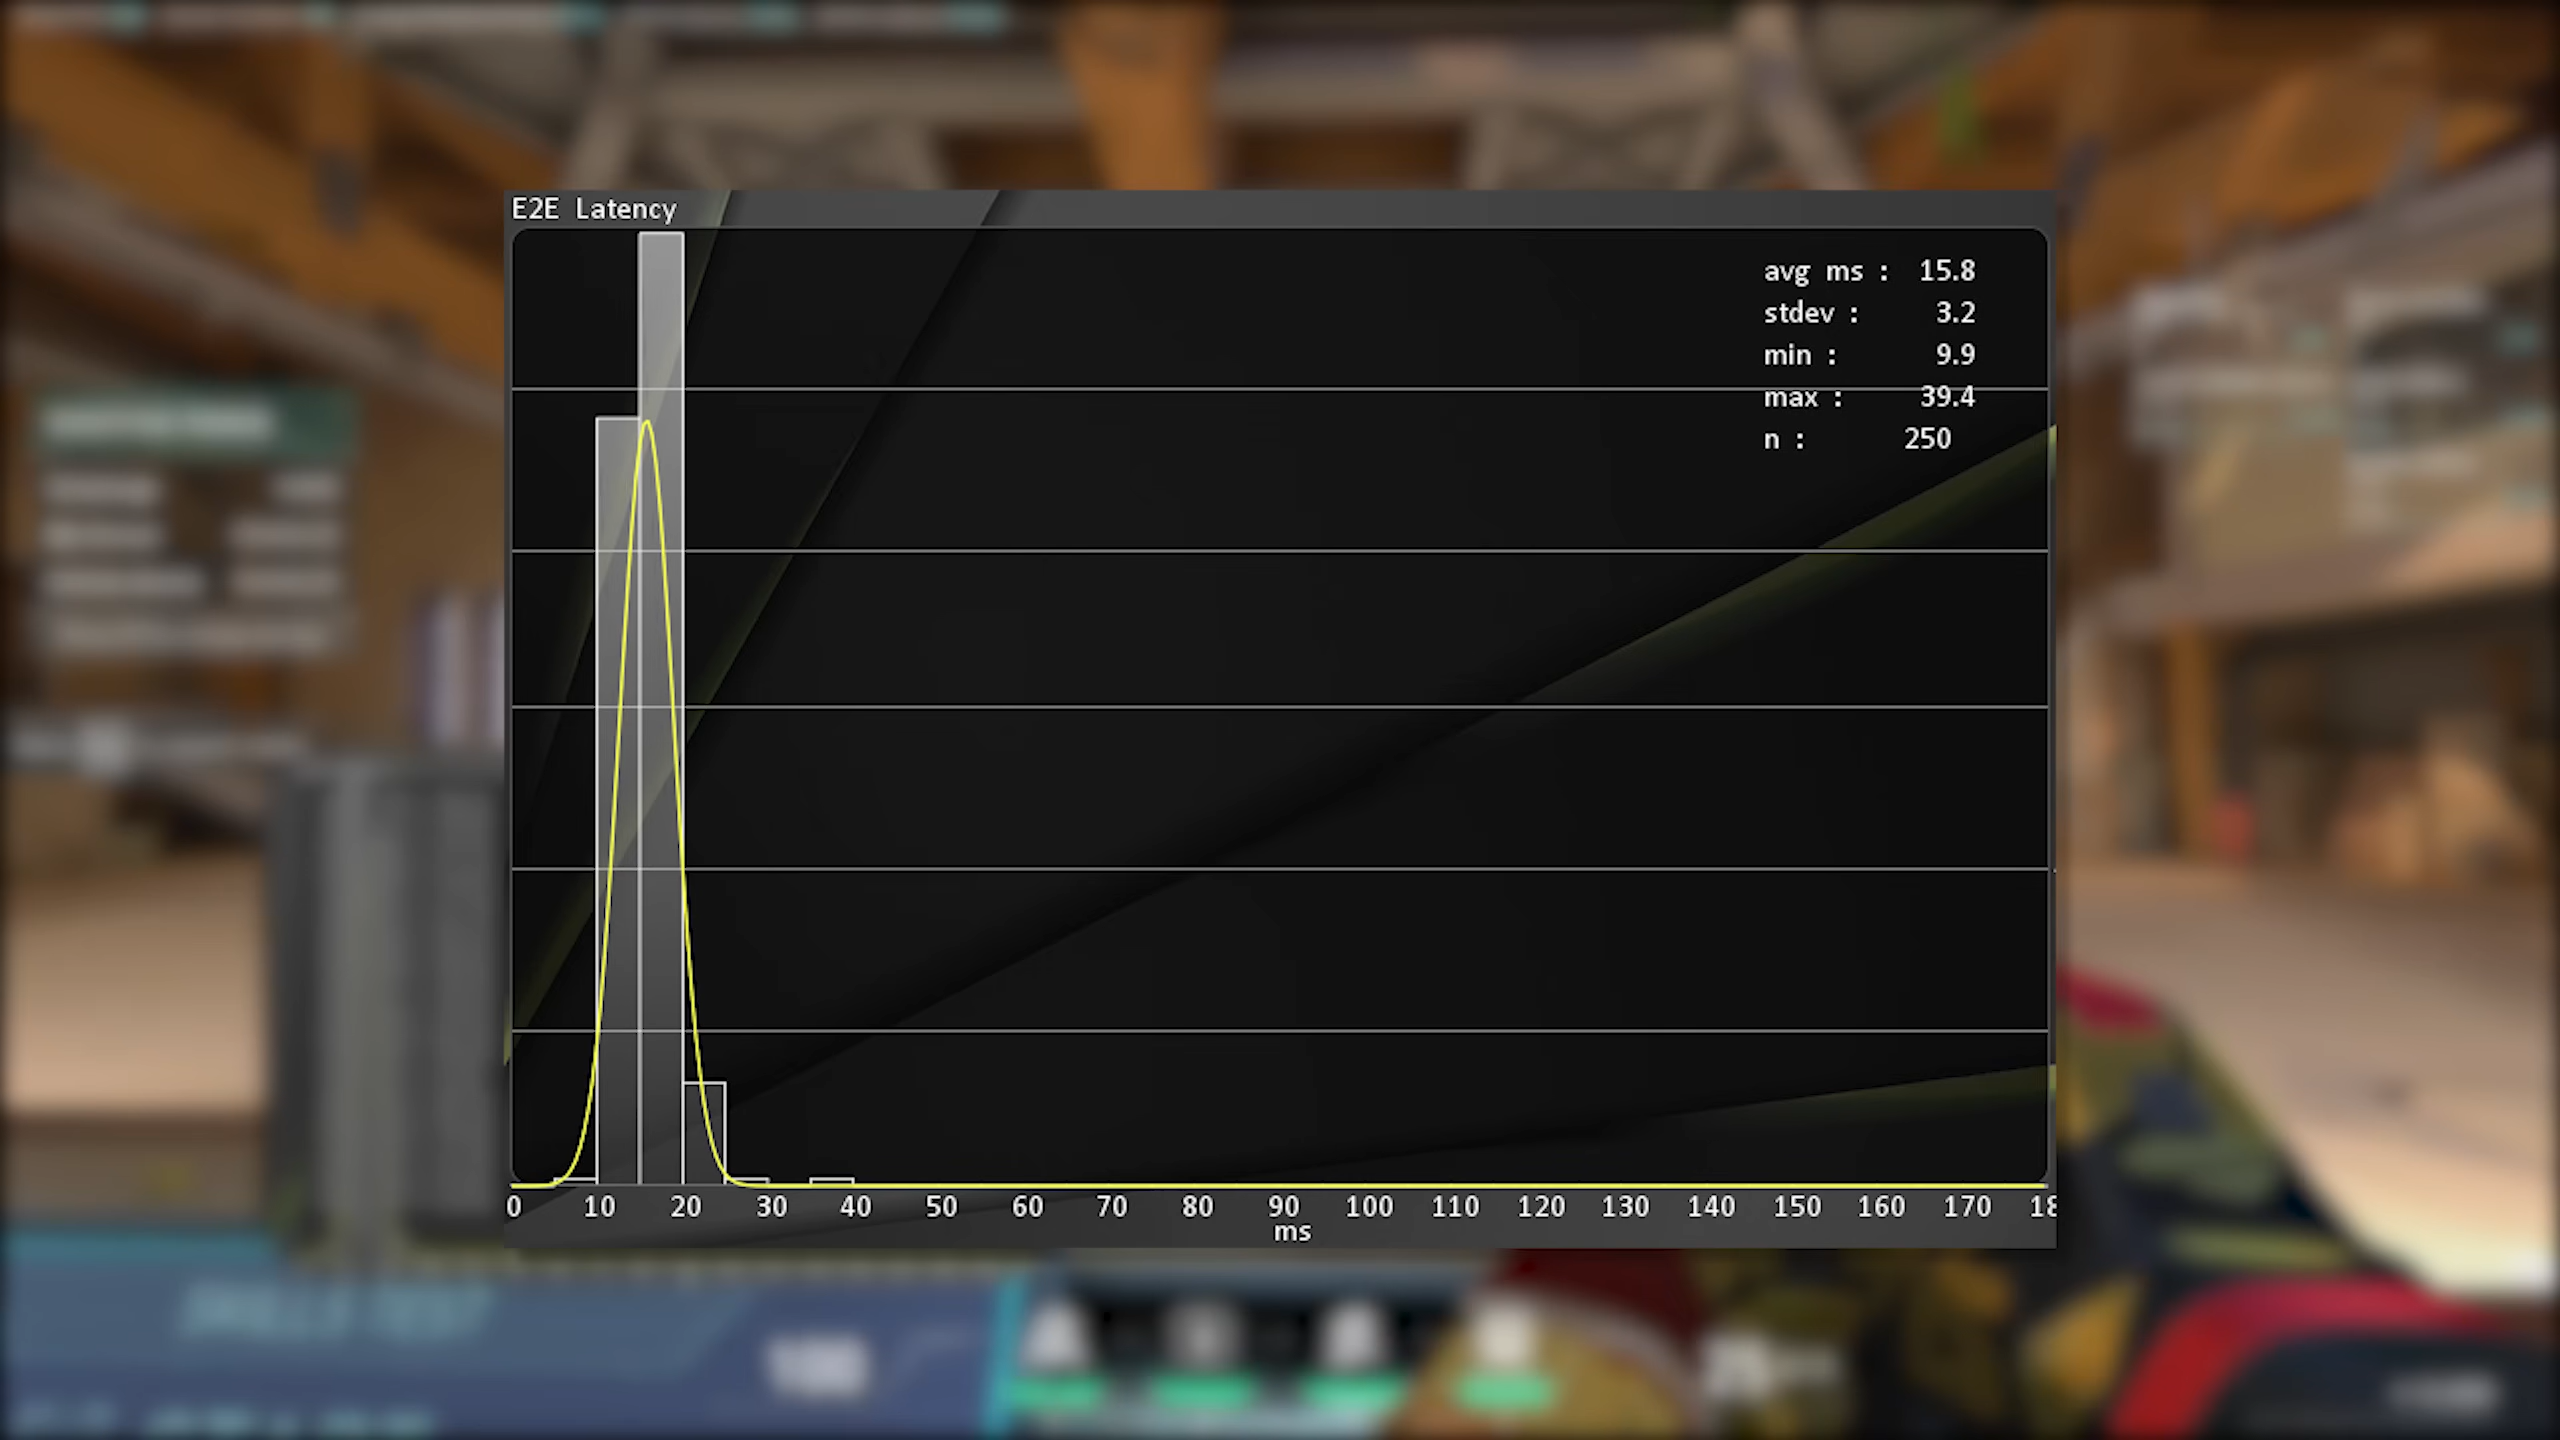 E2E Latency
avg ms : 15.8
stdev : 3.2
min : 9.9
max : 39.4
n : 250
0 10 20 30 40 50 60 70 80 90 100 110 120 130 140 150 160 170 18
ms